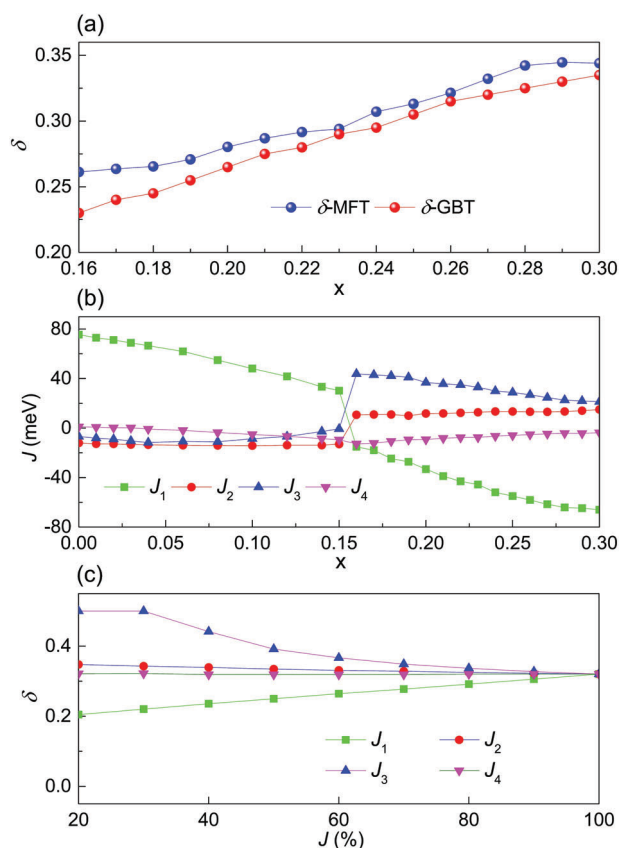 (a)
0.35
0.30
0.25
0.20
δ
δ-MFT
δ-GBT
0.16 0.18 0.20 0.22 0.24 0.26 0.28 0.30
x
(b)
80
40
0
-40
-80
J (meV)
J1 J2 J3 J4
0.00 0.05 0.10 0.15 0.20 0.25 0.30
x
(c)
0.4
0.2
0.0
δ
J1 J2
J3 J4
20 40 60 80 100
J (%)